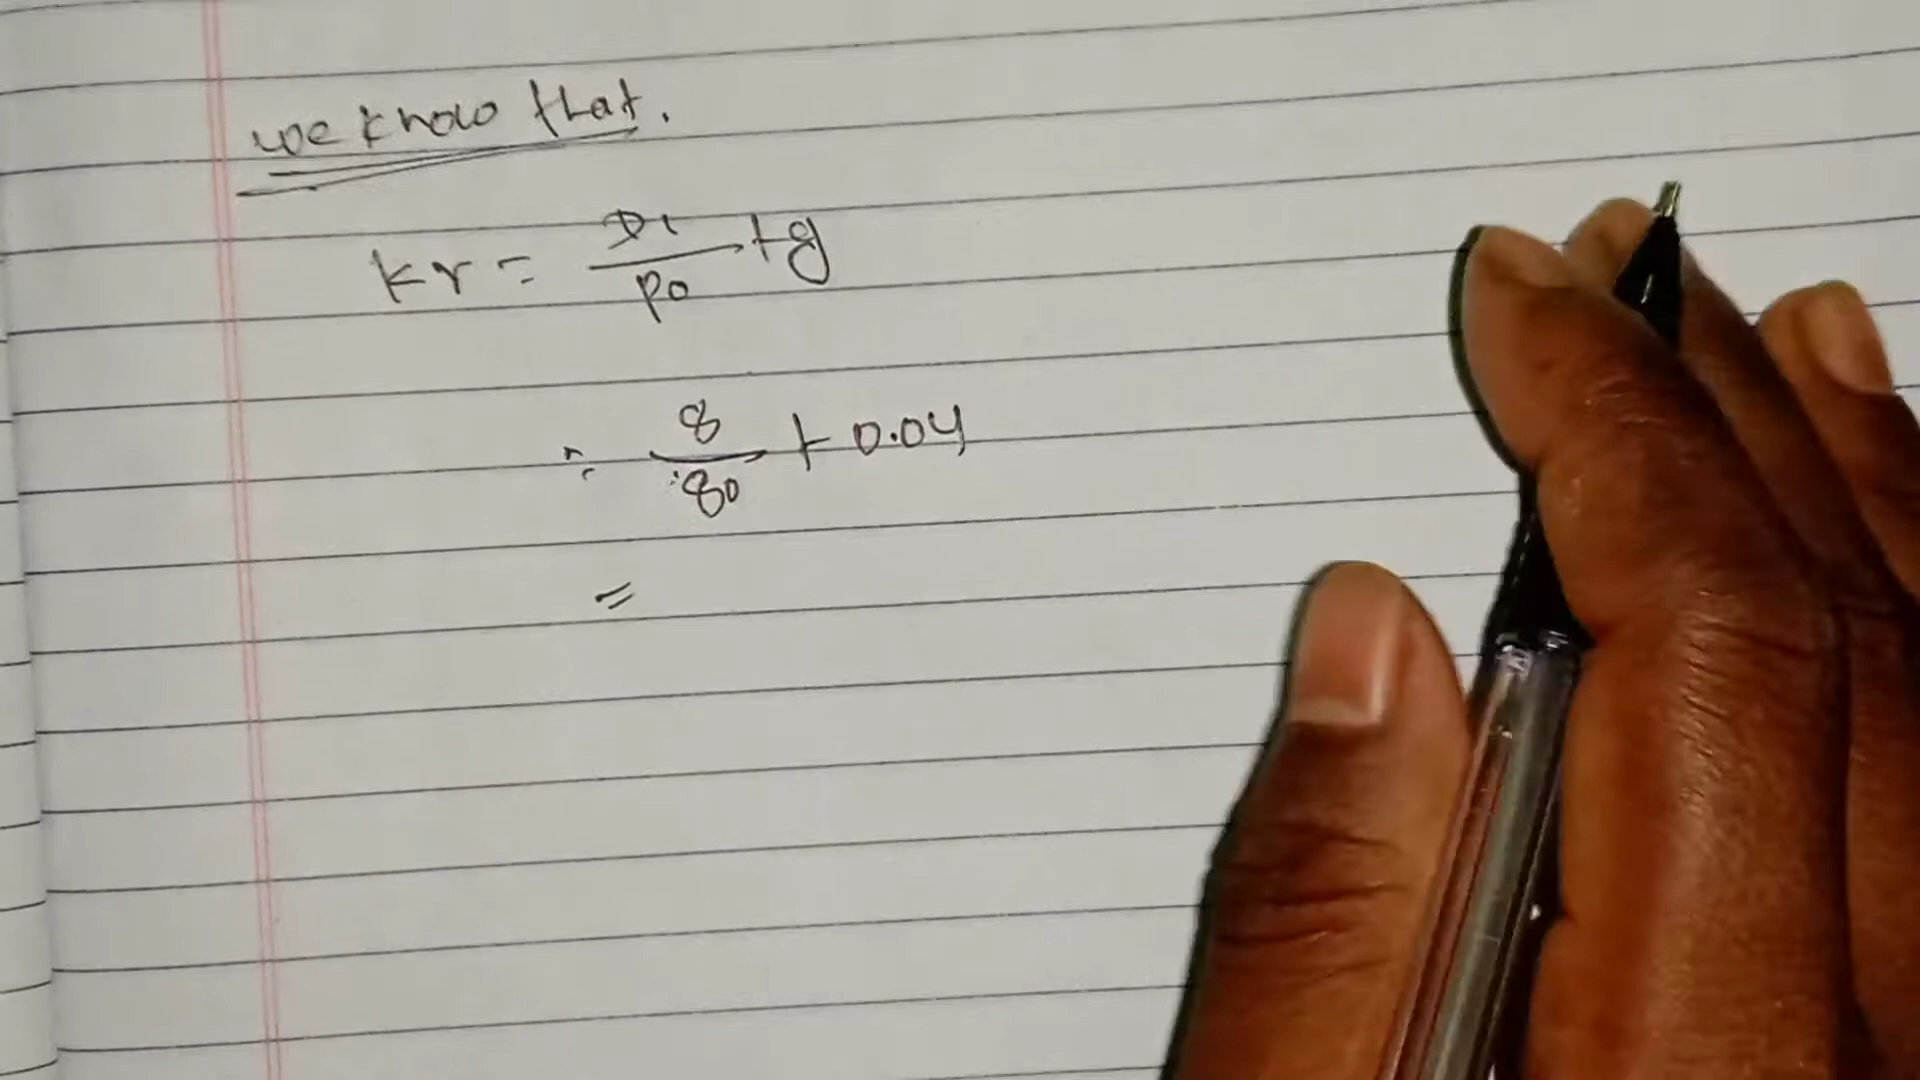 we know that.
kr = D1/P0 + g
= 8/80 + 0.04
=